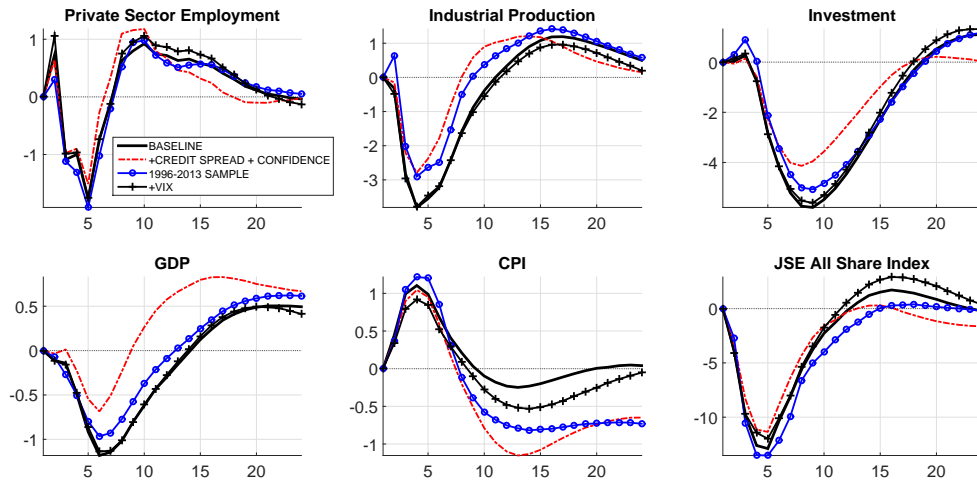 Private Sector Employment
1
0
-1
5 10 15 20
BASELINE
+CREDIT SPREAD + CONFIDENCE
1996-2013 SAMPLE
+VIX
Industrial Production
1
0
-1
-2
-3
5 10 15 20
Investment
0
-2
-4
5 10 15 20
GDP
0.5
0
-0.5
-1
5 10 15 20
CPI
1
0.5
0
-0.5
-1
5 10 15 20
JSE All Share Index
0
-5
-10
5 10 15 20